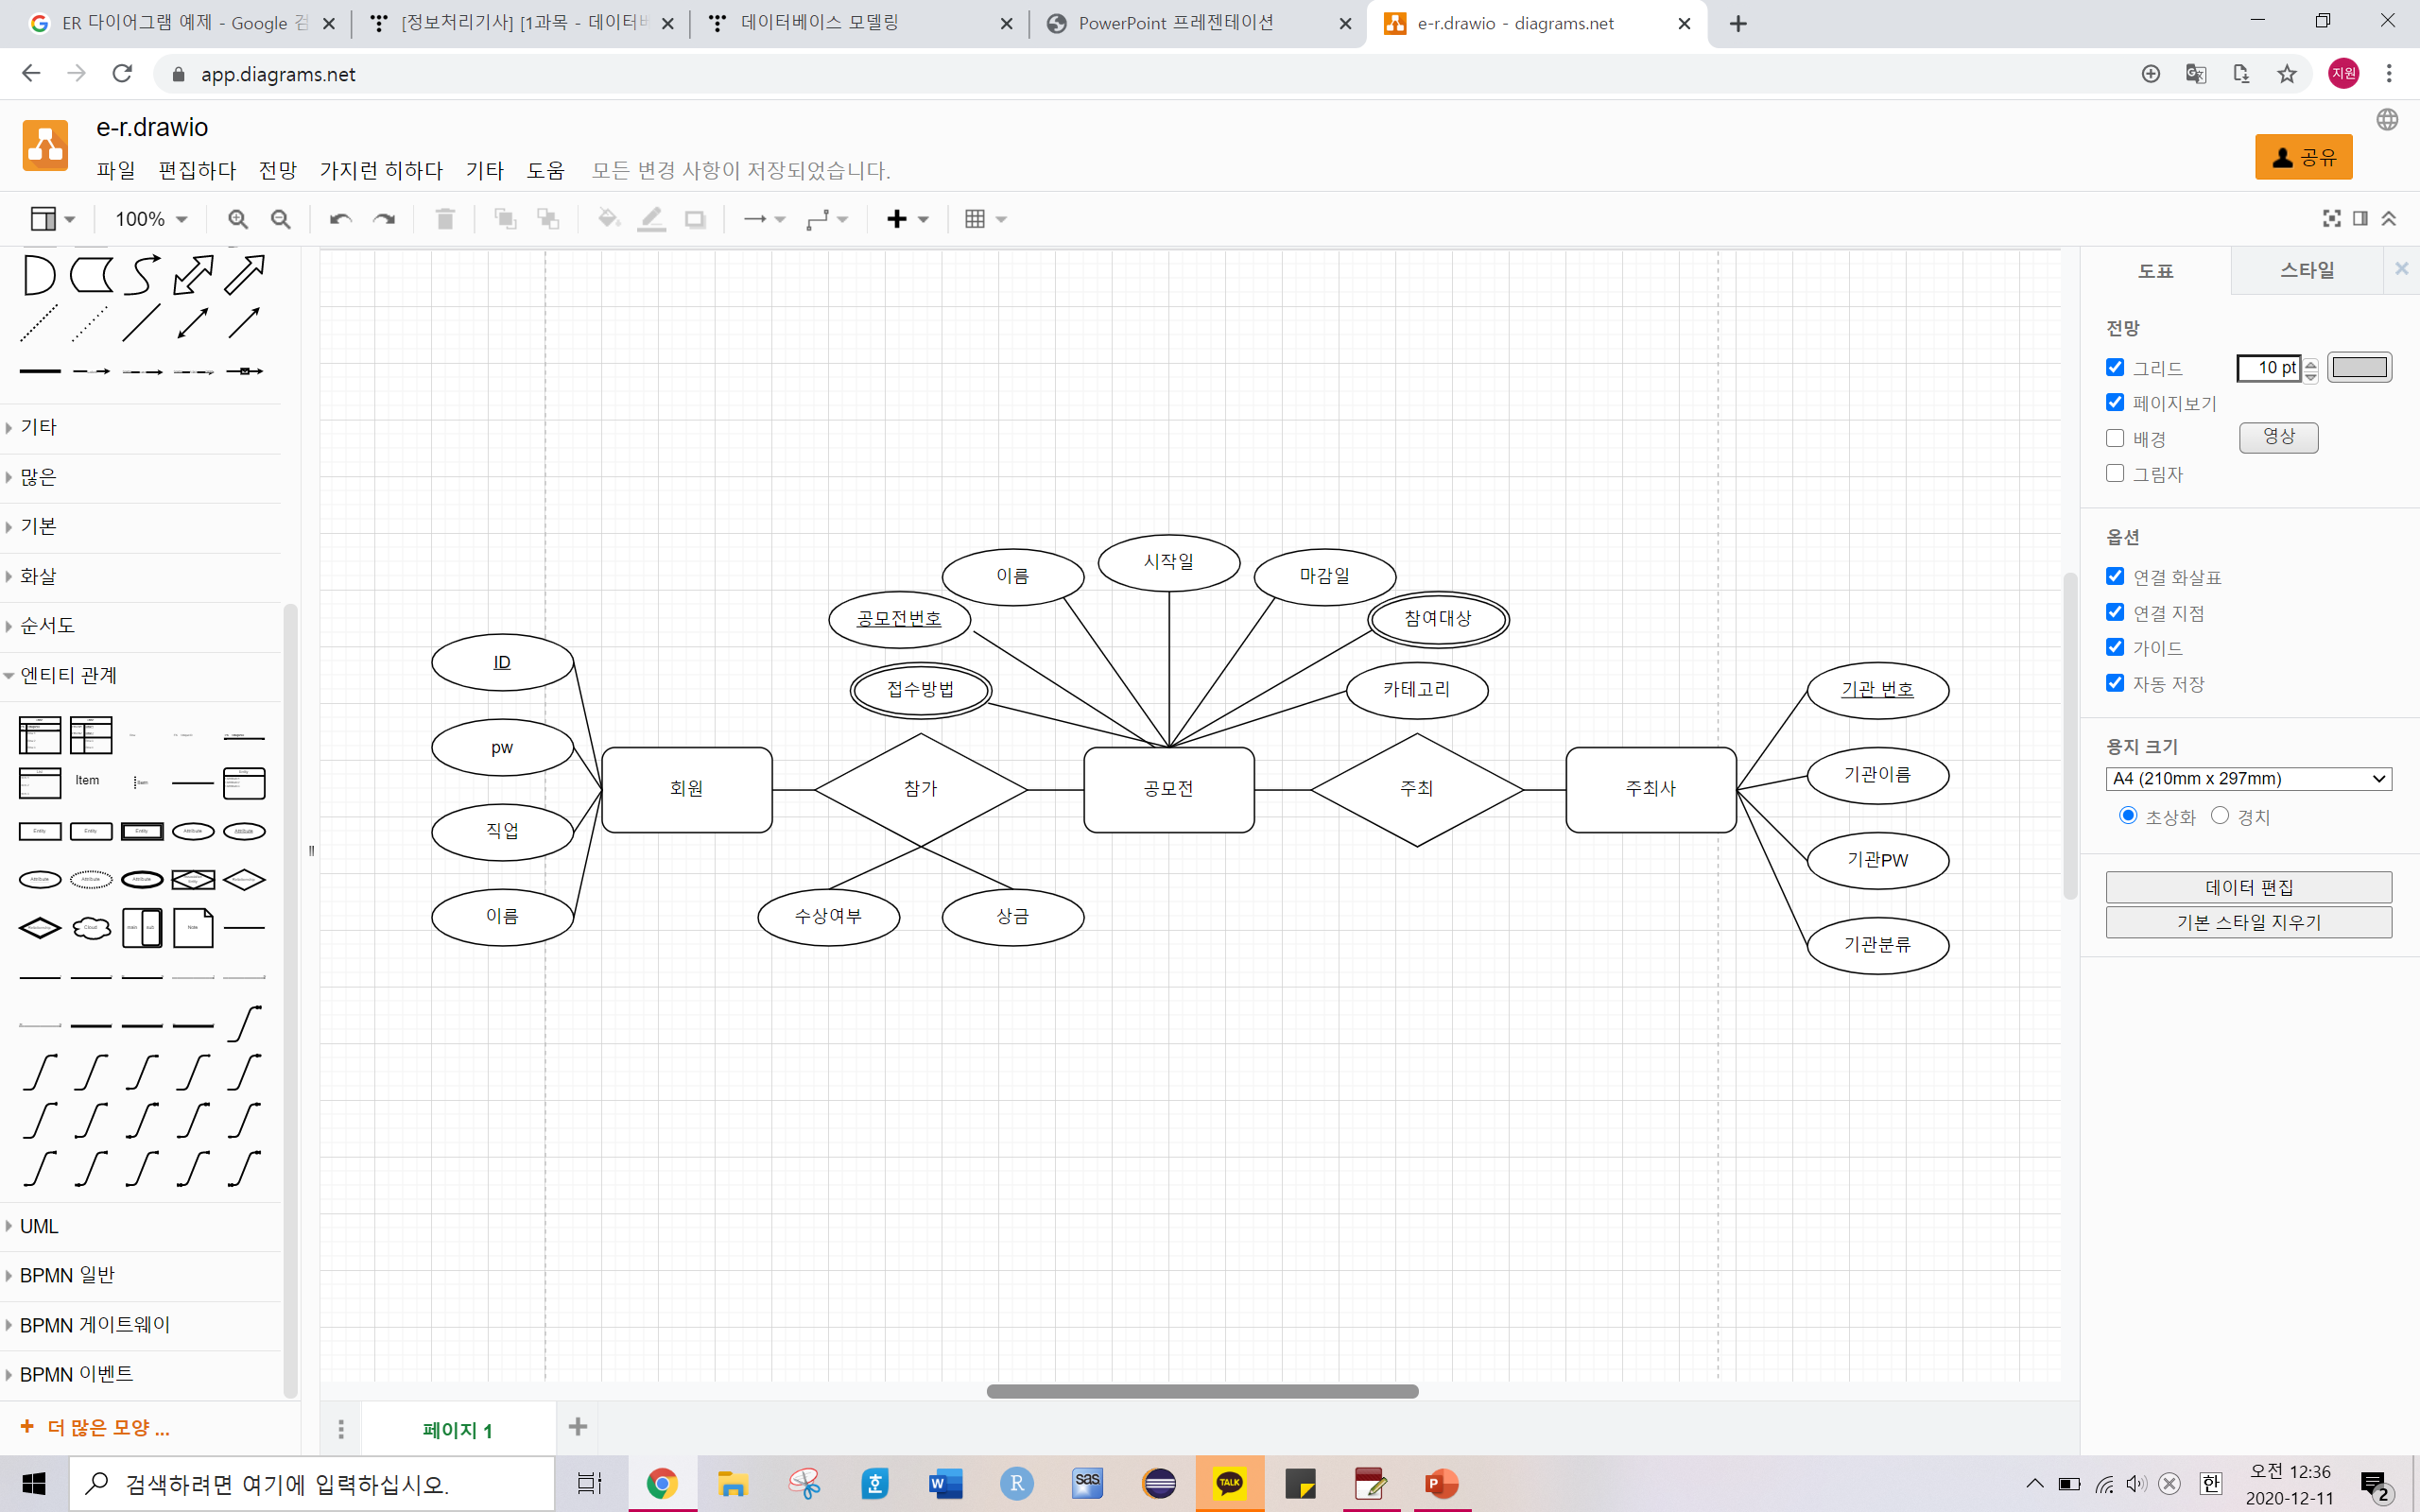 ER 다이어그램 예제 - Google 검
[정보처리기사] [1과목 - 데이터베
데이터베이스 모델링
PowerPoint 프레젠테이션
e-r.drawio - diagrams.net
app.diagrams.net
지원
e-r.drawio
파일 편집하다 전망 가지런 히하다 기타 도움 모든 변경 사항이 저장되었습니다.
공유
100%
기타
많은
기본
화살
순서도
엔티티 관계
Item
UML
BPMN 일반
BPMN 게이트웨이
BPMN 이벤트
+ 더 많은 모양 ...
시작일
이름
마감일
공모전번호
참여대상
ID
접수방법
카테고리
기관 번호
pw
회원
참가
공모전
주최
주최사
기관이름
직업
기관PW
이름
수상여부
상금
기관분류
도표
스타일
전망
그리드
10 pt
페이지보기
배경
영상
그림자
옵션
연결 화살표
연결 지점
가이드
자동 저장
용지 크기
A4 (210mm x 297mm)
초상화
경치
데이터 편집
기본 스타일 지우기
페이지 1
검색하려면 여기에 입력하십시오.
W
R
sas
TALK
P
한
오전 12:36
2020-12-11
2